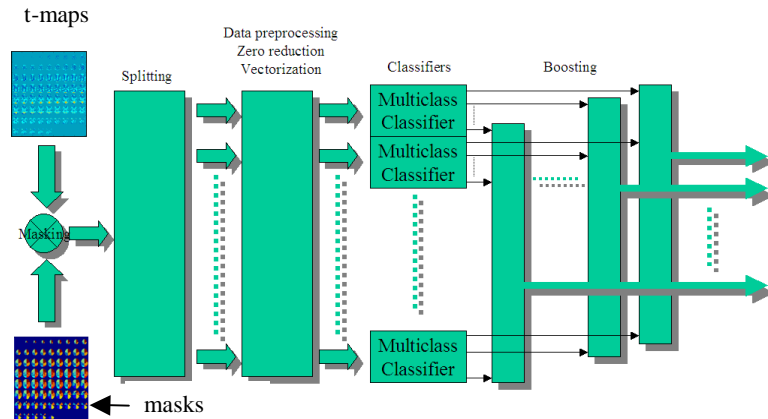 t-maps
Data preprocessing
Zero reduction
Vectorization
Splitting
Classifiers
Boosting
Multiclass
Classifier
Multiclass
Classifier
Masking
Multiclass
Classifier
masks